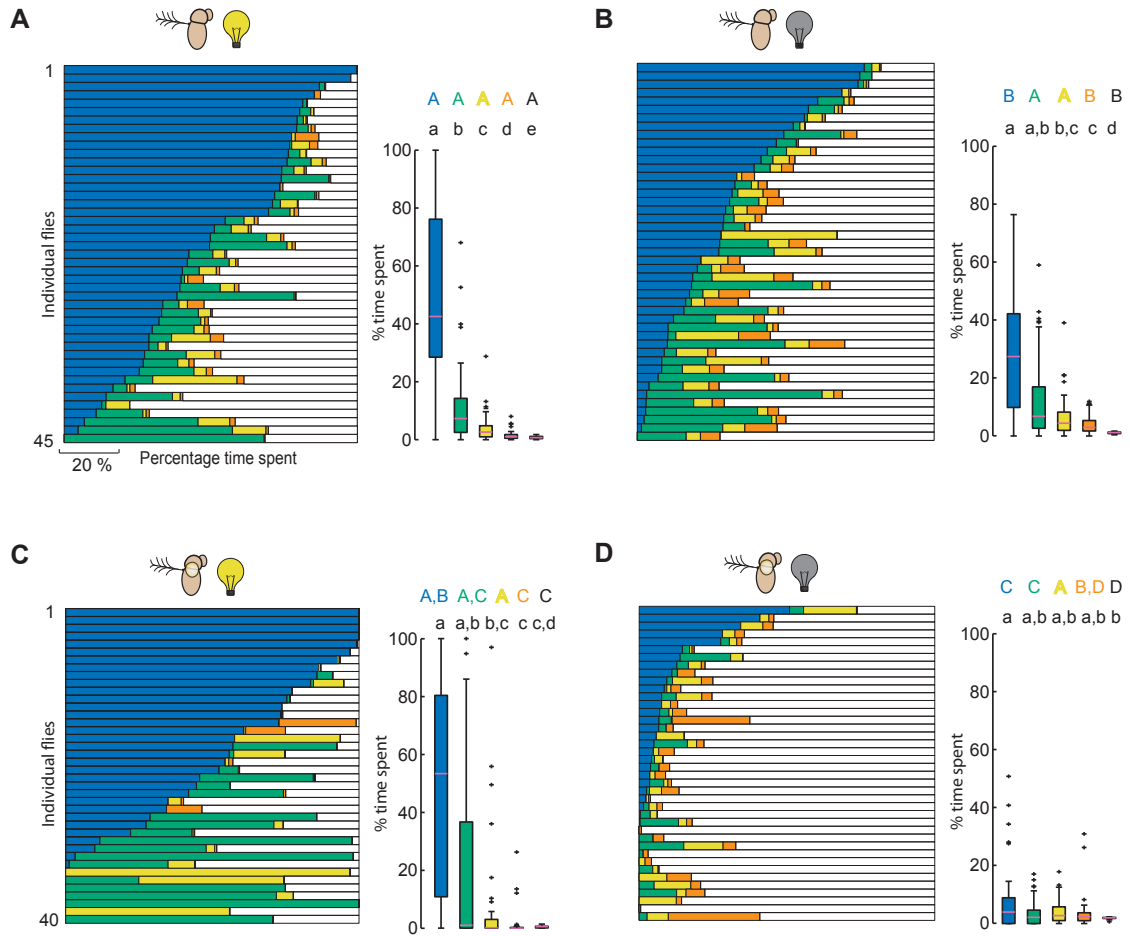 A
1
Individual flies
45
20 %
Percentage time spent
A A A A A
a b c d e
100
80
60
40
20
0
% time spent
B
B A A B B
a a,b b,c c d
100
80
60
40
20
0
% time spent
C
1
Individual flies
40
A,B A,C A C C
a a,b b,c c c,d
100
80
60
40
20
0
% time spent
D
C C A B,D D
a a,b a,b a,b b
100
80
60
40
20
0
% time spent